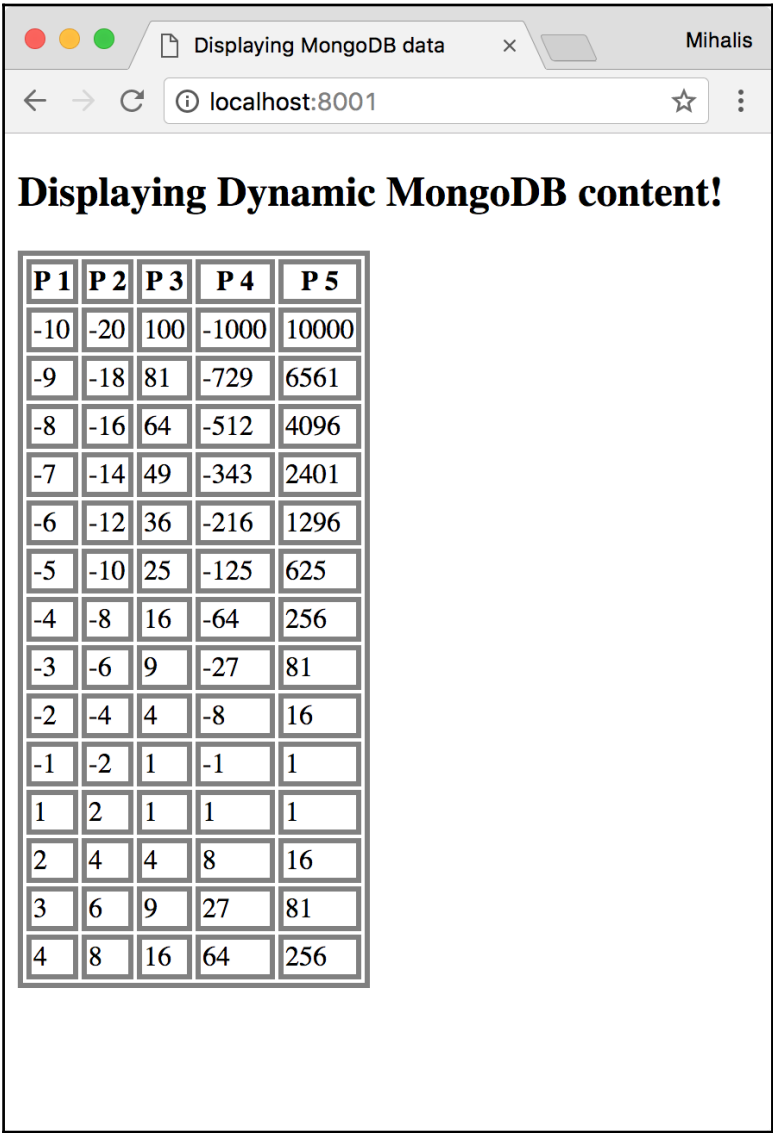 Displaying MongoDB data
Mihalis
localhost:8001
Displaying Dynamic MongoDB content!
P 1 P 2 P 3 P 4 P 5
-10 -20 100 -1000 10000
-9 -18 81 -729 6561
-8 -16 64 -512 4096
-7 -14 49 -343 2401
-6 -12 36 -216 1296
-5 -10 25 -125 625
-4 -8 16 -64 256
-3 -6 9 -27 81
-2 -4 4 -8 16
-1 -2 1 -1 1
1 2 1 1 1
2 4 4 8 16
3 6 9 27 81
4 8 16 64 256